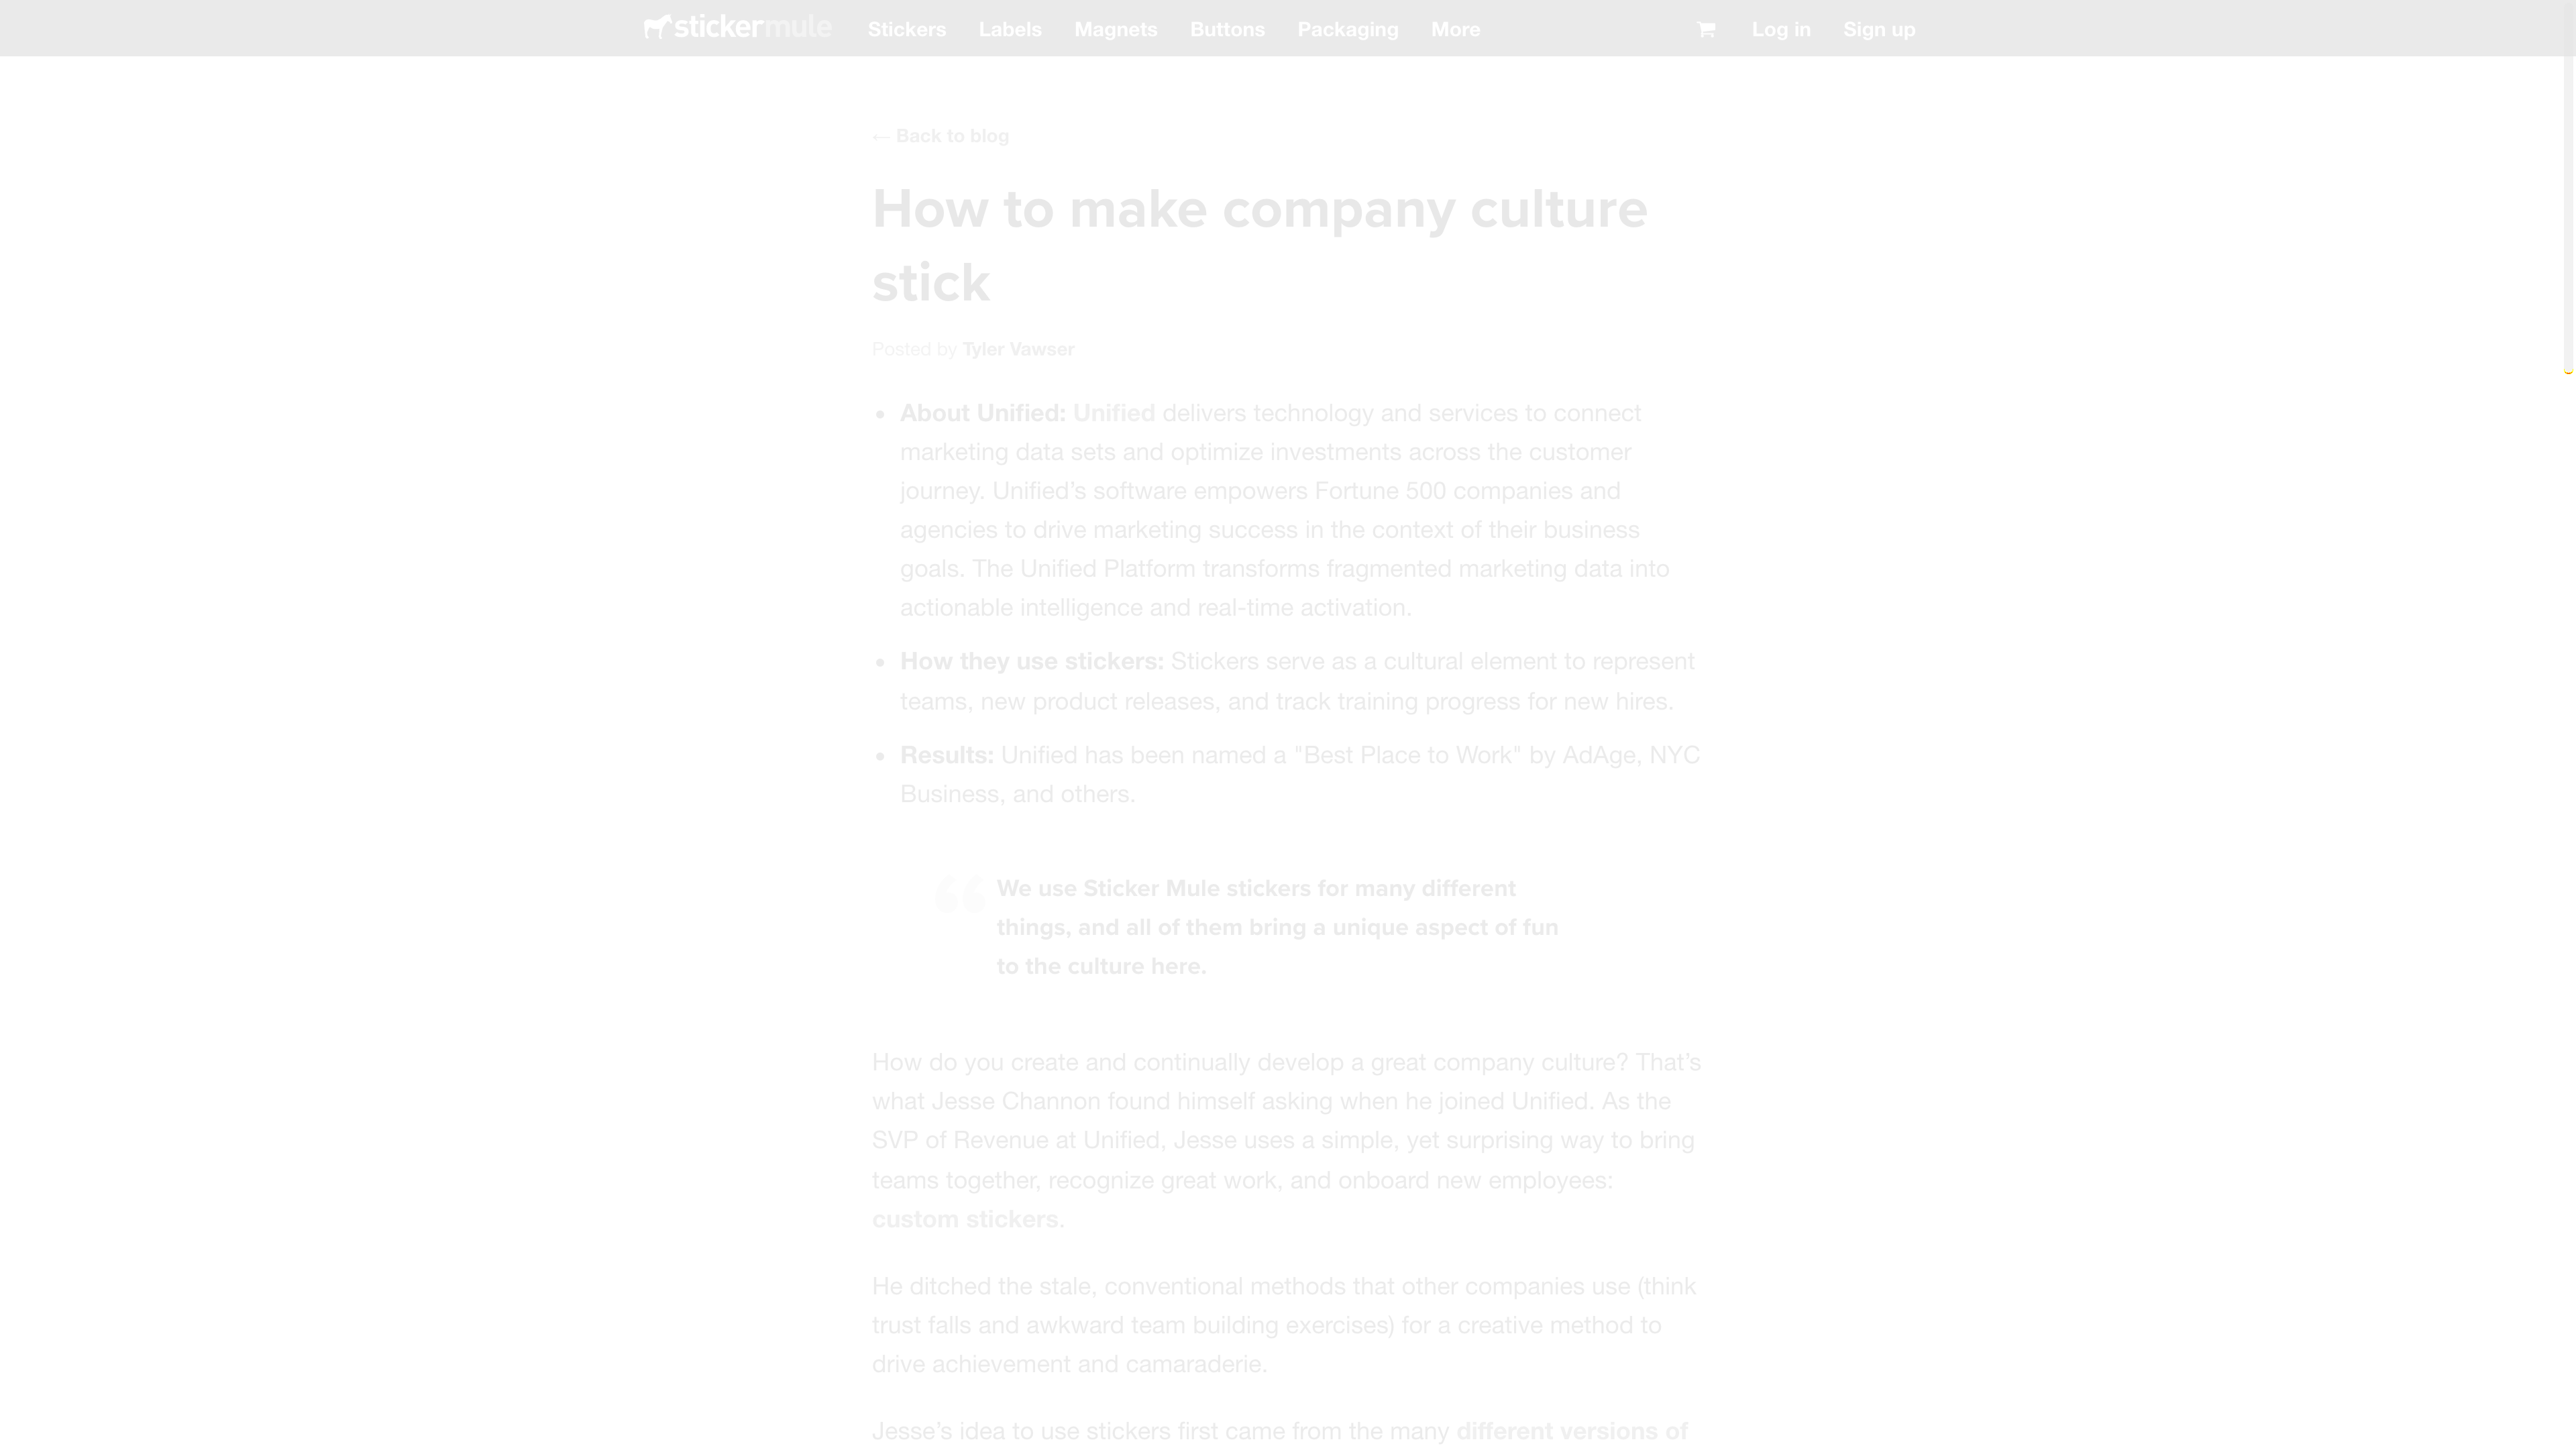 stickermule Stickers Labels Magnets Buttons Packaging More Log in Sign up
← Back to blog
How to make company culture
stick
Posted by Tyler Vawser
• About Unified: Unified delivers technology and services to connect
marketing data sets and optimize investments across the customer
journey. Unified’s software empowers Fortune 500 companies and
agencies to drive marketing success in the context of their business
goals. The Unified Platform transforms fragmented marketing data into
actionable intelligence and real-time activation.
• How they use stickers: Stickers serve as a cultural element to represent
teams, new product releases, and track training progress for new hires.
• Results: Unified has been named a "Best Place to Work" by AdAge, NYC
Business, and others.
“ We use Sticker Mule stickers for many different
things, and all of them bring a unique aspect of fun
to the culture here.
How do you create and continually develop a great company culture? That’s
what Jesse Channon found himself asking when he joined Unified. As the
SVP of Revenue at Unified, Jesse uses a simple, yet surprising way to bring
teams together, recognize great work, and onboard new employees:
custom stickers.
He ditched the stale, conventional methods that other companies use (think
trust falls and awkward team building exercises) for a creative method to
drive achievement and camaraderie.
Jesse’s idea to use stickers first came from the many different versions of